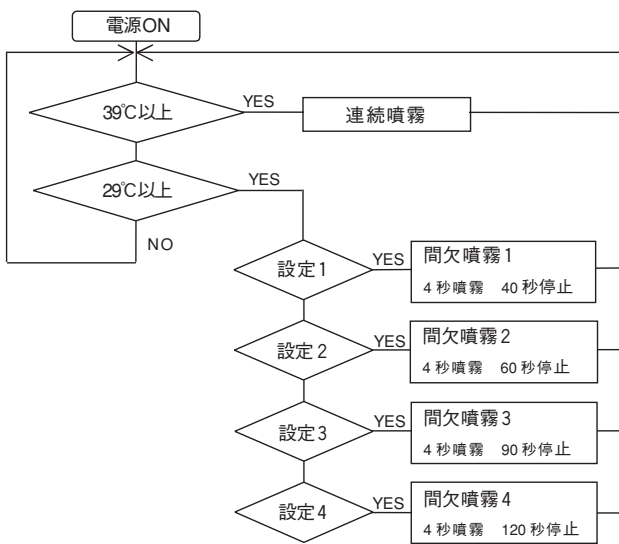 電源ON
39℃以上
YES
連続噴霧
29℃以上
YES
NO
設定1
YES
間欠噴霧1
4秒噴霧 40秒停止
設定2
YES
間欠噴霧2
4秒噴霧 60秒停止
設定3
YES
間欠噴霧3
4秒噴霧 90秒停止
設定4
YES
間欠噴霧4
4秒噴霧 120秒停止